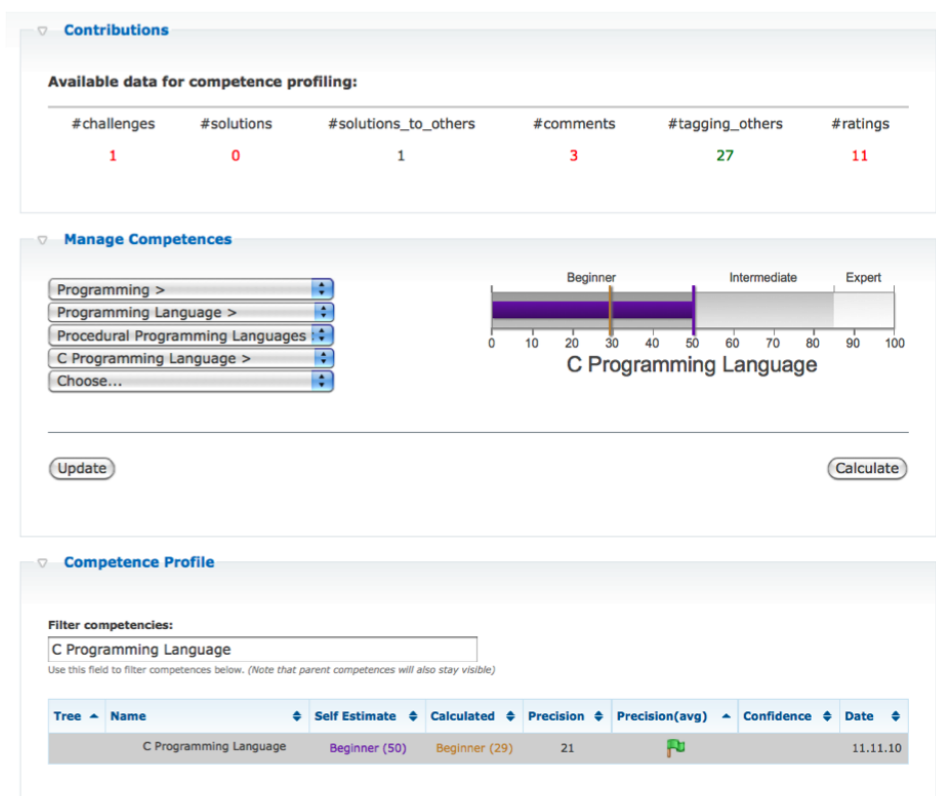 Contributions
Available data for competence profiling:
#challenges #solutions #solutions_to_others #comments #tagging_others #ratings
1 0 1 3 27 11
Manage Competences
Programming >
Programming Language >
Procedural Programming Languages
C Programming Language >
Choose...
Beginner Intermediate Expert
0 10 20 30 40 50 60 70 80 90 100
C Programming Language
Update Calculate
Competence Profile
Filter competencies:
C Programming Language
Use this field to filter competences below. (Note that parent competences will also stay visible)
Tree Name Self Estimate Calculated Precision Precision(avg) Confidence Date
C Programming Language Beginner (50) Beginner (29) 21 11.11.10